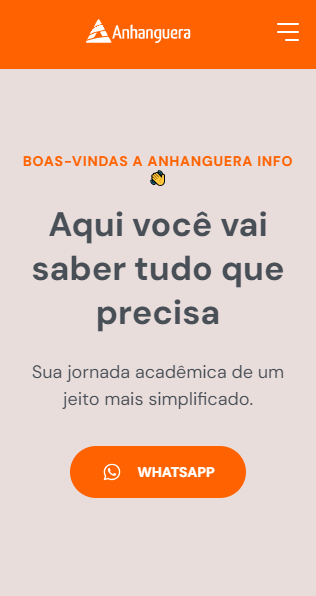 Anhanguera
BOAS-VINDAS A ANHANGUERA INFO
👏
Aqui você vai
saber tudo que
precisa
Sua jornada acadêmica de um
jeito mais simplificado.
WHATSAPP